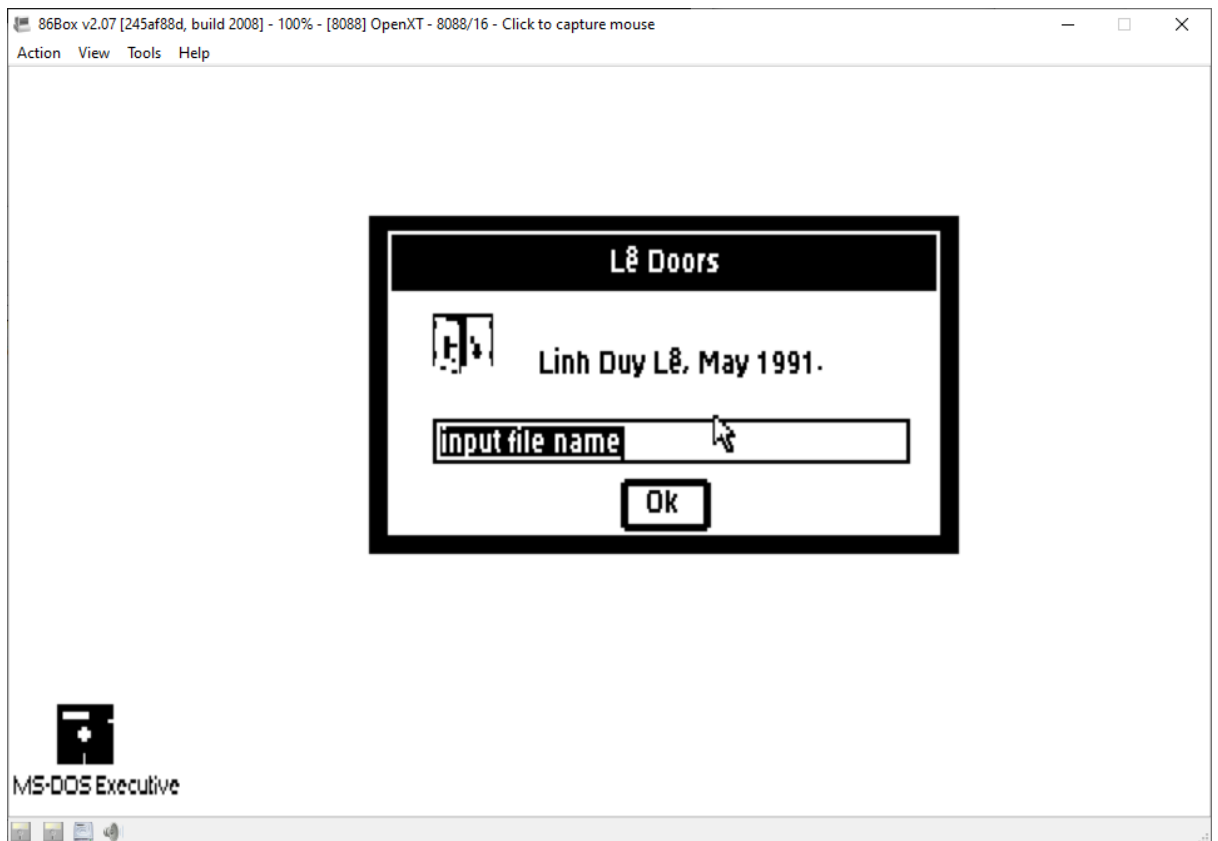 86Box v2.07 [245af88d, build 2008] - 100% - [8088] OpenXT - 8088/16 - Click to capture mouse
Action View Tools Help
Lê Doors
Linh Duy Lê, May 1991.
input file name
Ok
MS-DOS Executive